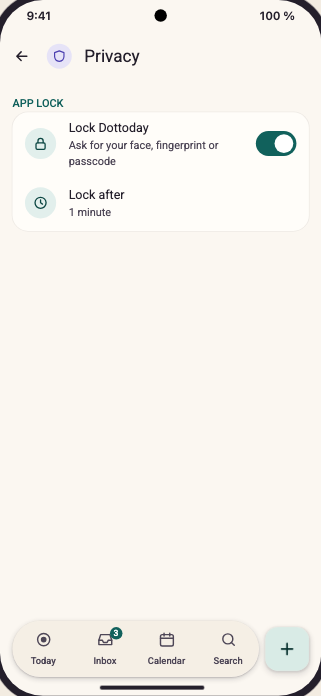 9:41
100 %
Privacy
APP LOCK
Lock Dottoday
Ask for your face, fingerprint or
passcode
Lock after
1 minute
3
Today
Inbox
Calendar
Search